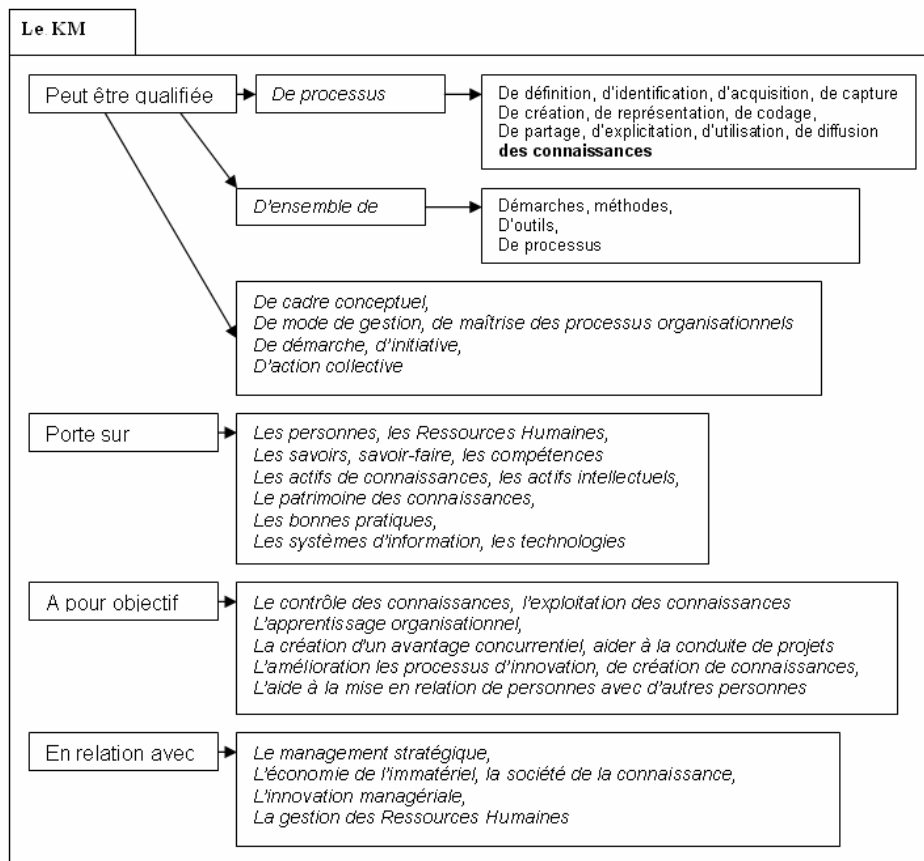 Le KM
Peut être qualifiée
De processus
De définition, d'identification, d'acquisition, de capture
De création, de représentation, de codage,
De partage, d'explicitation, d'utilisation, de diffusion
des connaissances
D'ensemble de
Démarches, méthodes,
D'outils,
De processus
De cadre conceptuel,
De mode de gestion, de maîtrise des processus organisationnels
De démarche, d'initiative,
D'action collective
Porte sur
Les personnes, les Ressources Humaines,
Les savoirs, savoir-faire, les compétences
Les actifs de connaissances, les actifs intellectuels,
Le patrimoine des connaissances,
Les bonnes pratiques,
Les systèmes d'information, les technologies
A pour objectif
Le contrôle des connaissances, l'exploitation des connaissances
L'apprentissage organisationnel,
La création d'un avantage concurrentiel, aider à la conduite de projets
L'amélioration les processus d'innovation, de création de connaissances,
L'aide à la mise en relation de personnes avec d'autres personnes
En relation avec
Le management stratégique,
L'économie de l'immatériel, la société de la connaissance,
L'innovation managériale,
La gestion des Ressources Humaines